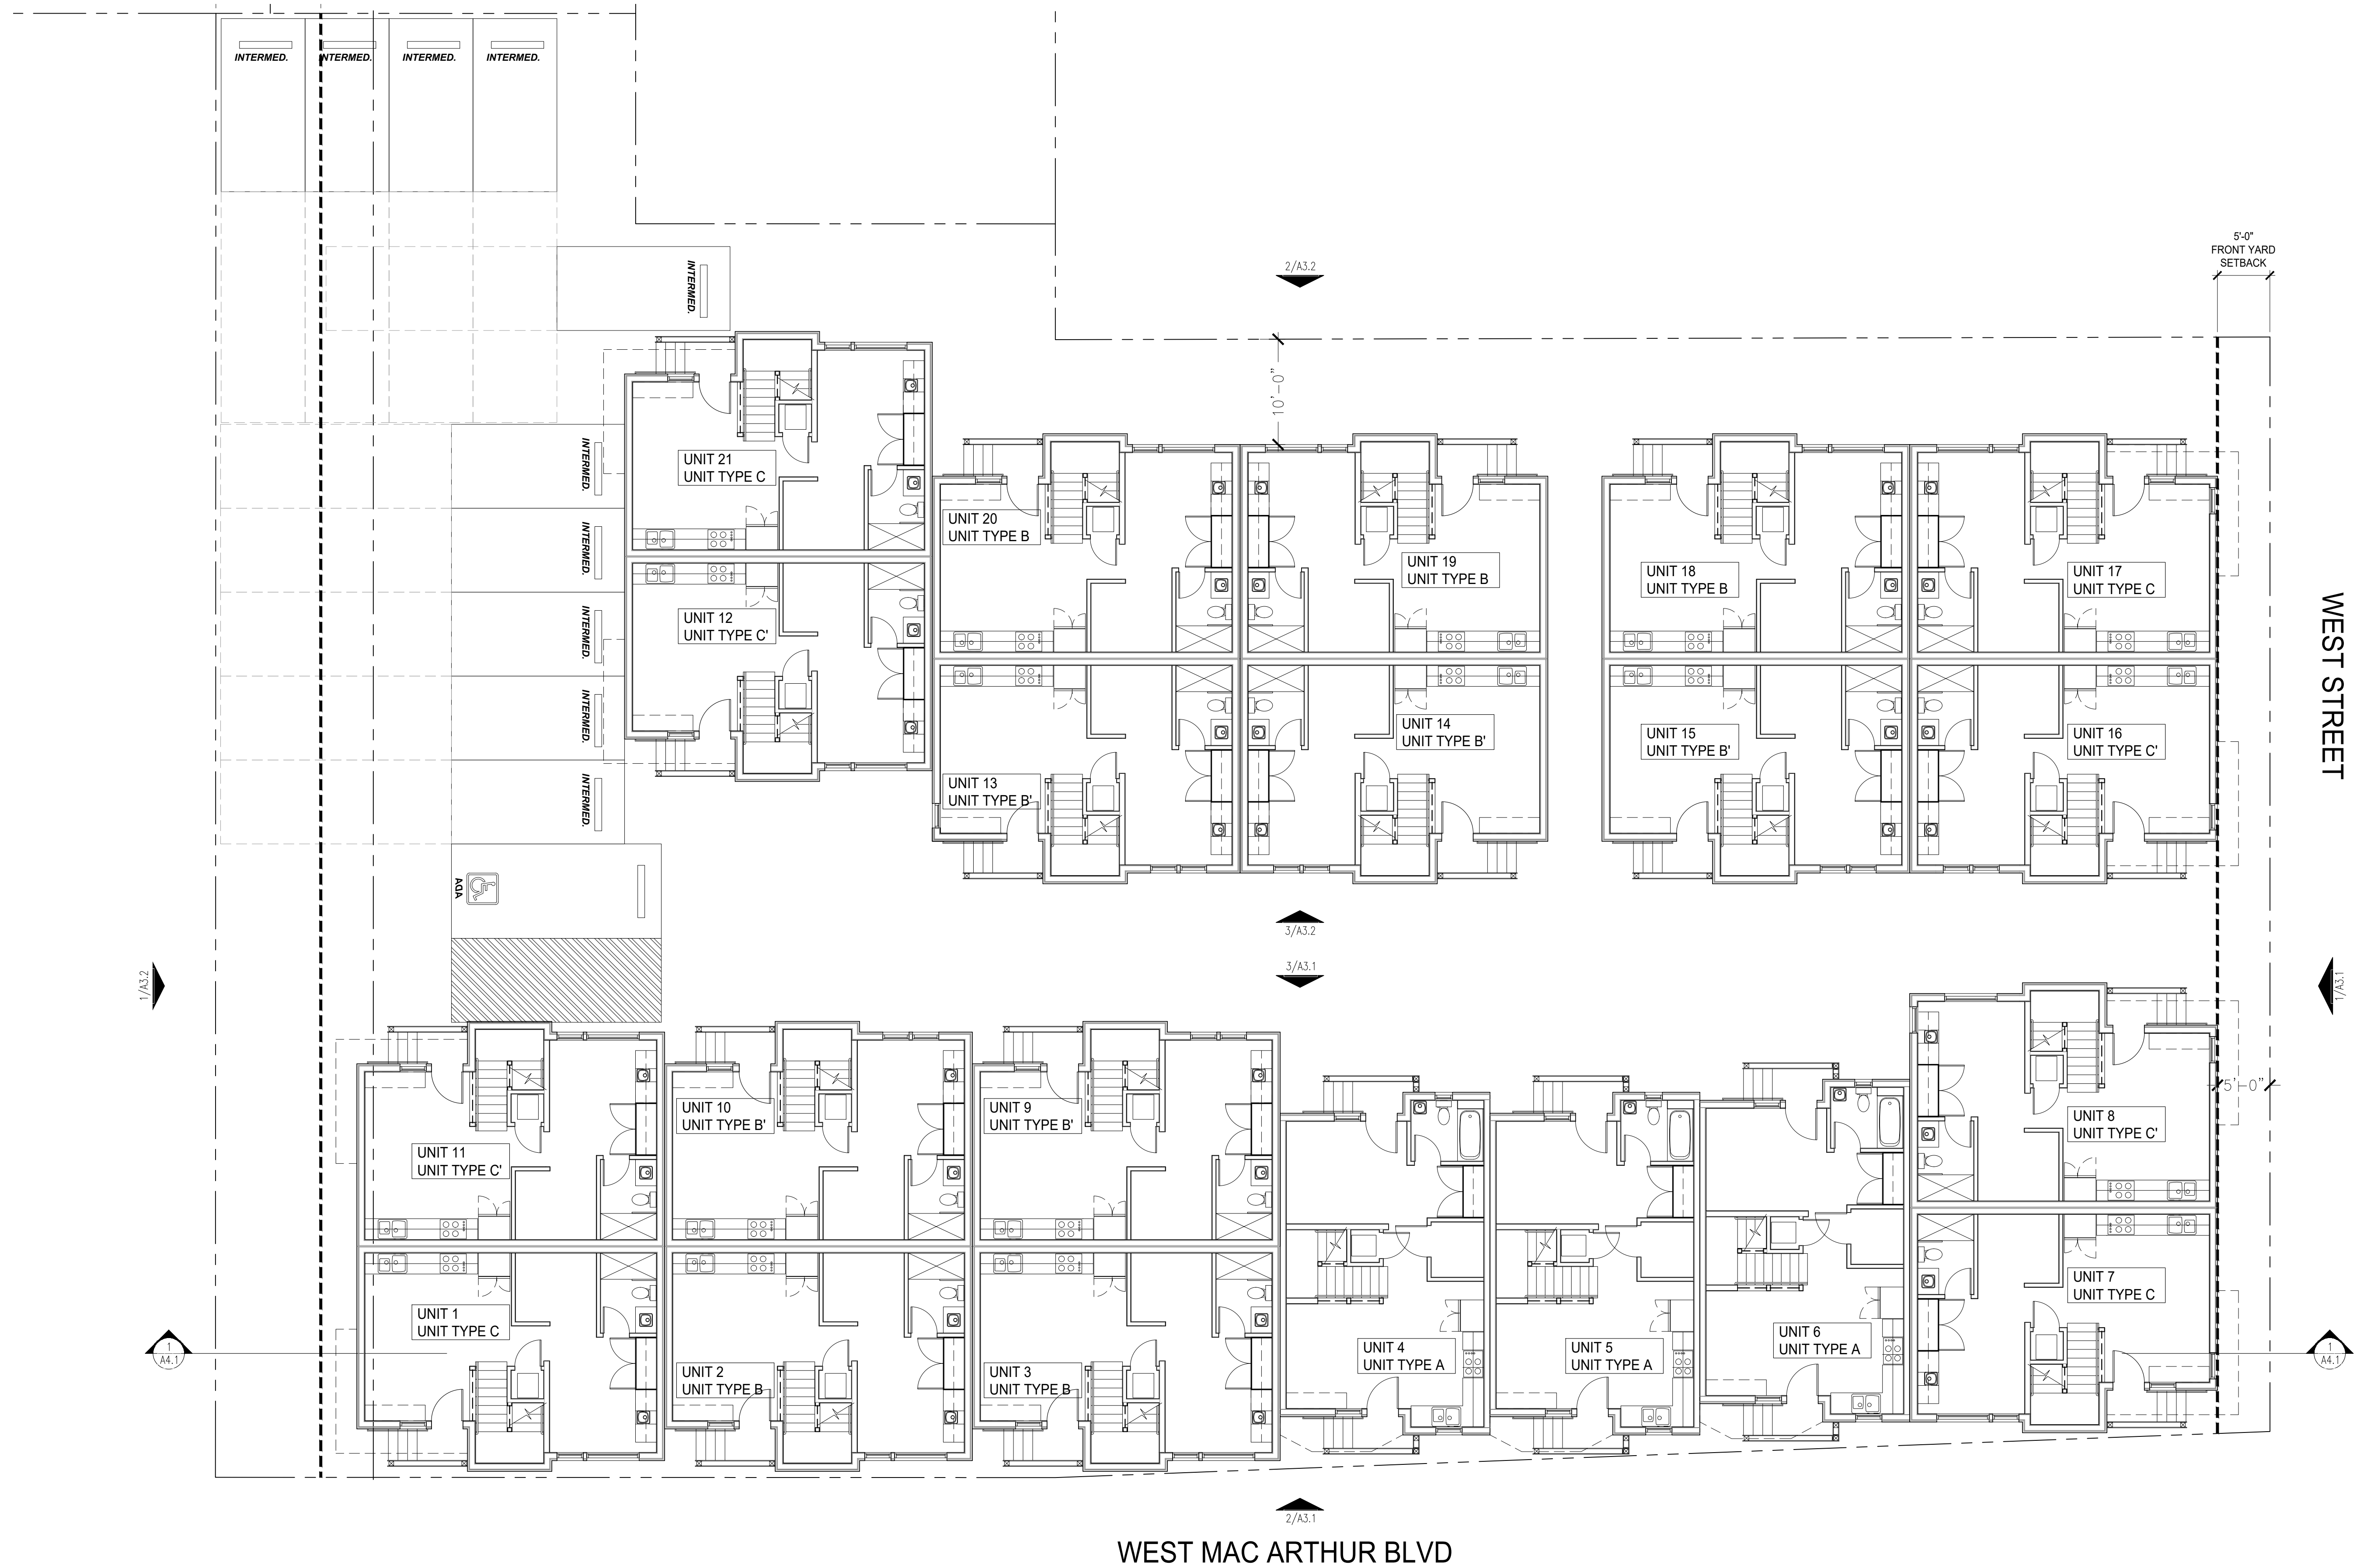 INTERMED.
INTERMED.
INTERMED.
INTERMED.
INTERMED.
5'-0"
FRONT YARD
SETBACK
2/A3.2
10'-0"
INTERMED.
INTERMED.
INTERMED.
INTERMED.
INTERMED.
UNIT 21
UNIT TYPE C
UNIT 20
UNIT TYPE B
UNIT 19
UNIT TYPE B
UNIT 18
UNIT TYPE B
UNIT 17
UNIT TYPE C
UNIT 12
UNIT TYPE C'
UNIT 13
UNIT TYPE B'
UNIT 14
UNIT TYPE B'
UNIT 15
UNIT TYPE B'
UNIT 16
UNIT TYPE C'
WEST STREET
ADA
3/A3.2
3/A3.1
1/A3.2
1/A3.1
5'-0"
UNIT 11
UNIT TYPE C'
UNIT 10
UNIT TYPE B'
UNIT 9
UNIT TYPE B'
UNIT 8
UNIT TYPE C'
UNIT 1
UNIT TYPE C
UNIT 2
UNIT TYPE B
UNIT 3
UNIT TYPE B
UNIT 4
UNIT TYPE A
UNIT 5
UNIT TYPE A
UNIT 6
UNIT TYPE A
UNIT 7
UNIT TYPE C
1
A4.1
1
A4.1
2/A3.1
WEST MAC ARTHUR BLVD